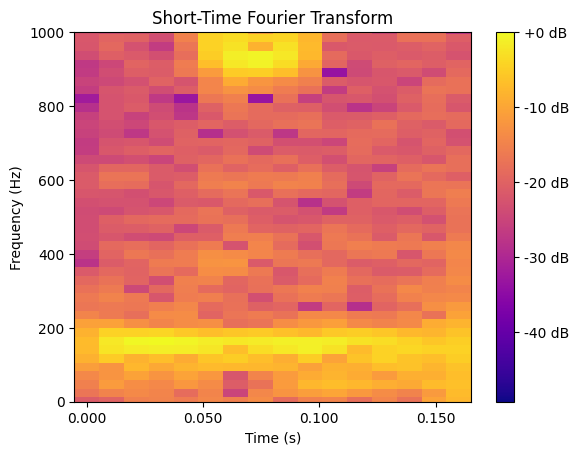 Short-Time Fourier Transform
1000
800
600
400
200
0
Frequency (Hz)
0.000
0.050
0.100
0.150
Time (s)
+0 dB
-10 dB
-20 dB
-30 dB
-40 dB